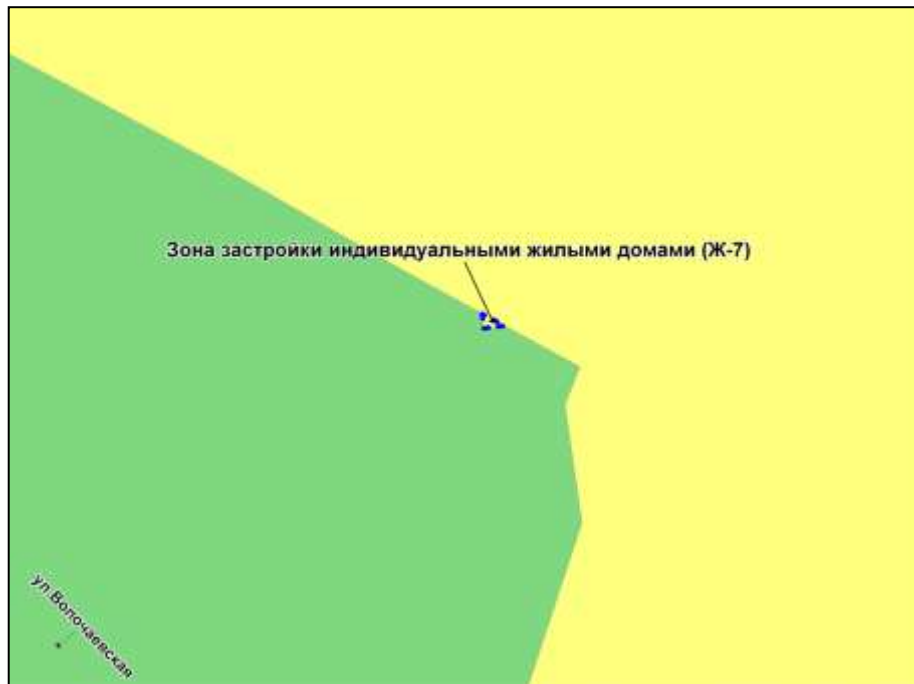 Зона застройки индивидуальными жилыми домами (Ж-7)
ул.Волочаевская